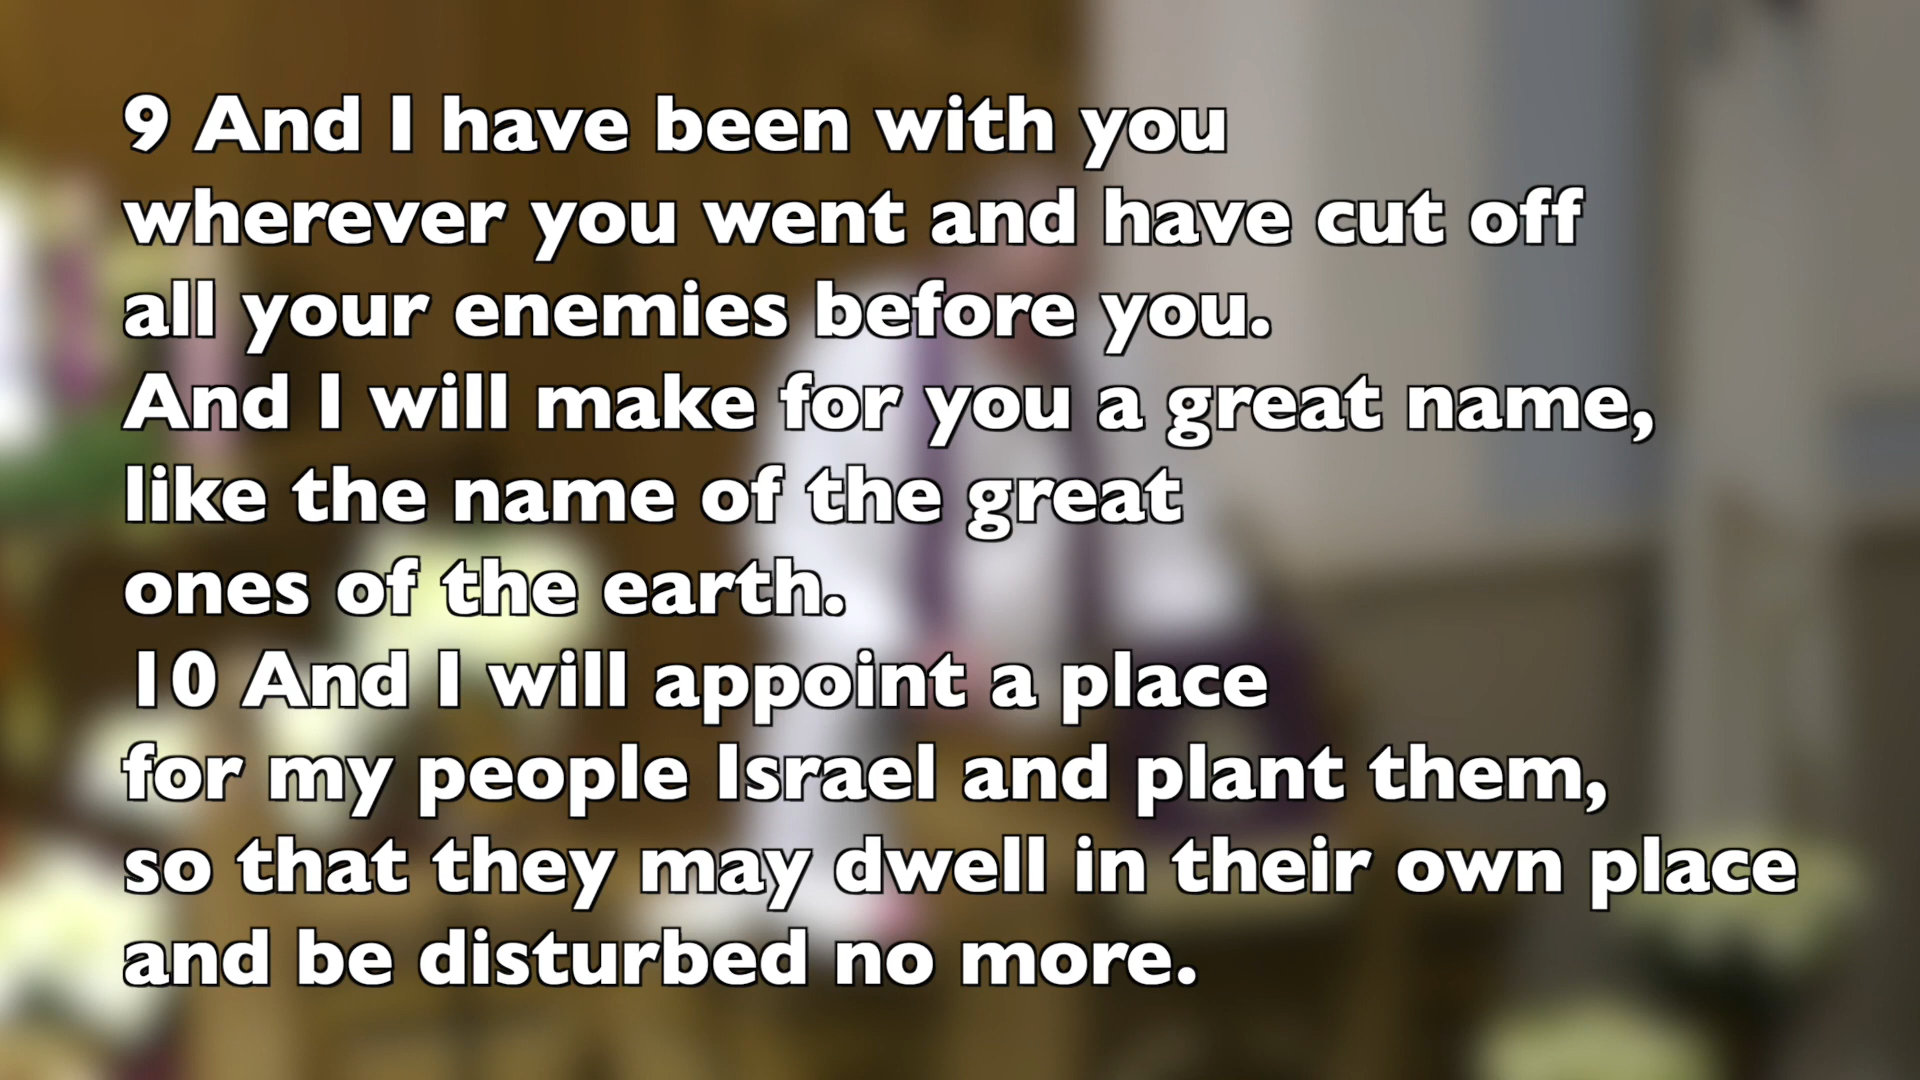 9 And I have been with you
wherever you went and have cut off
all your enemies before you.
And I will make for you a great name,
like the name of the great
ones of the earth.
10 And I will appoint a place
for my people Israel and plant them,
so that they may dwell in their own place
and be disturbed no more.